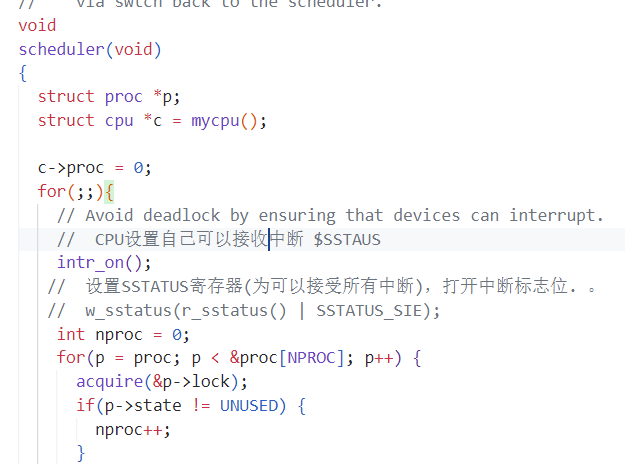 //    via swtch back to the scheduler.
void
scheduler(void)
{
  struct proc *p;
  struct cpu *c = mycpu();
  c->proc = 0;
  for(;;){
    // Avoid deadlock by ensuring that devices can interrupt.
    //  CPU设置自己可以接收中断 $SSTAUS
    intr_on();
   //  设置SSTATUS寄存器(为可以接受所有中断)，打开中断标志位. 。
   //  w_sstatus(r_sstatus() | SSTATUS_SIE);
    int nproc = 0;
    for(p = proc; p < &proc[NPROC]; p++) {
      acquire(&p->lock);
      if(p->state != UNUSED) {
        nproc++;
      }